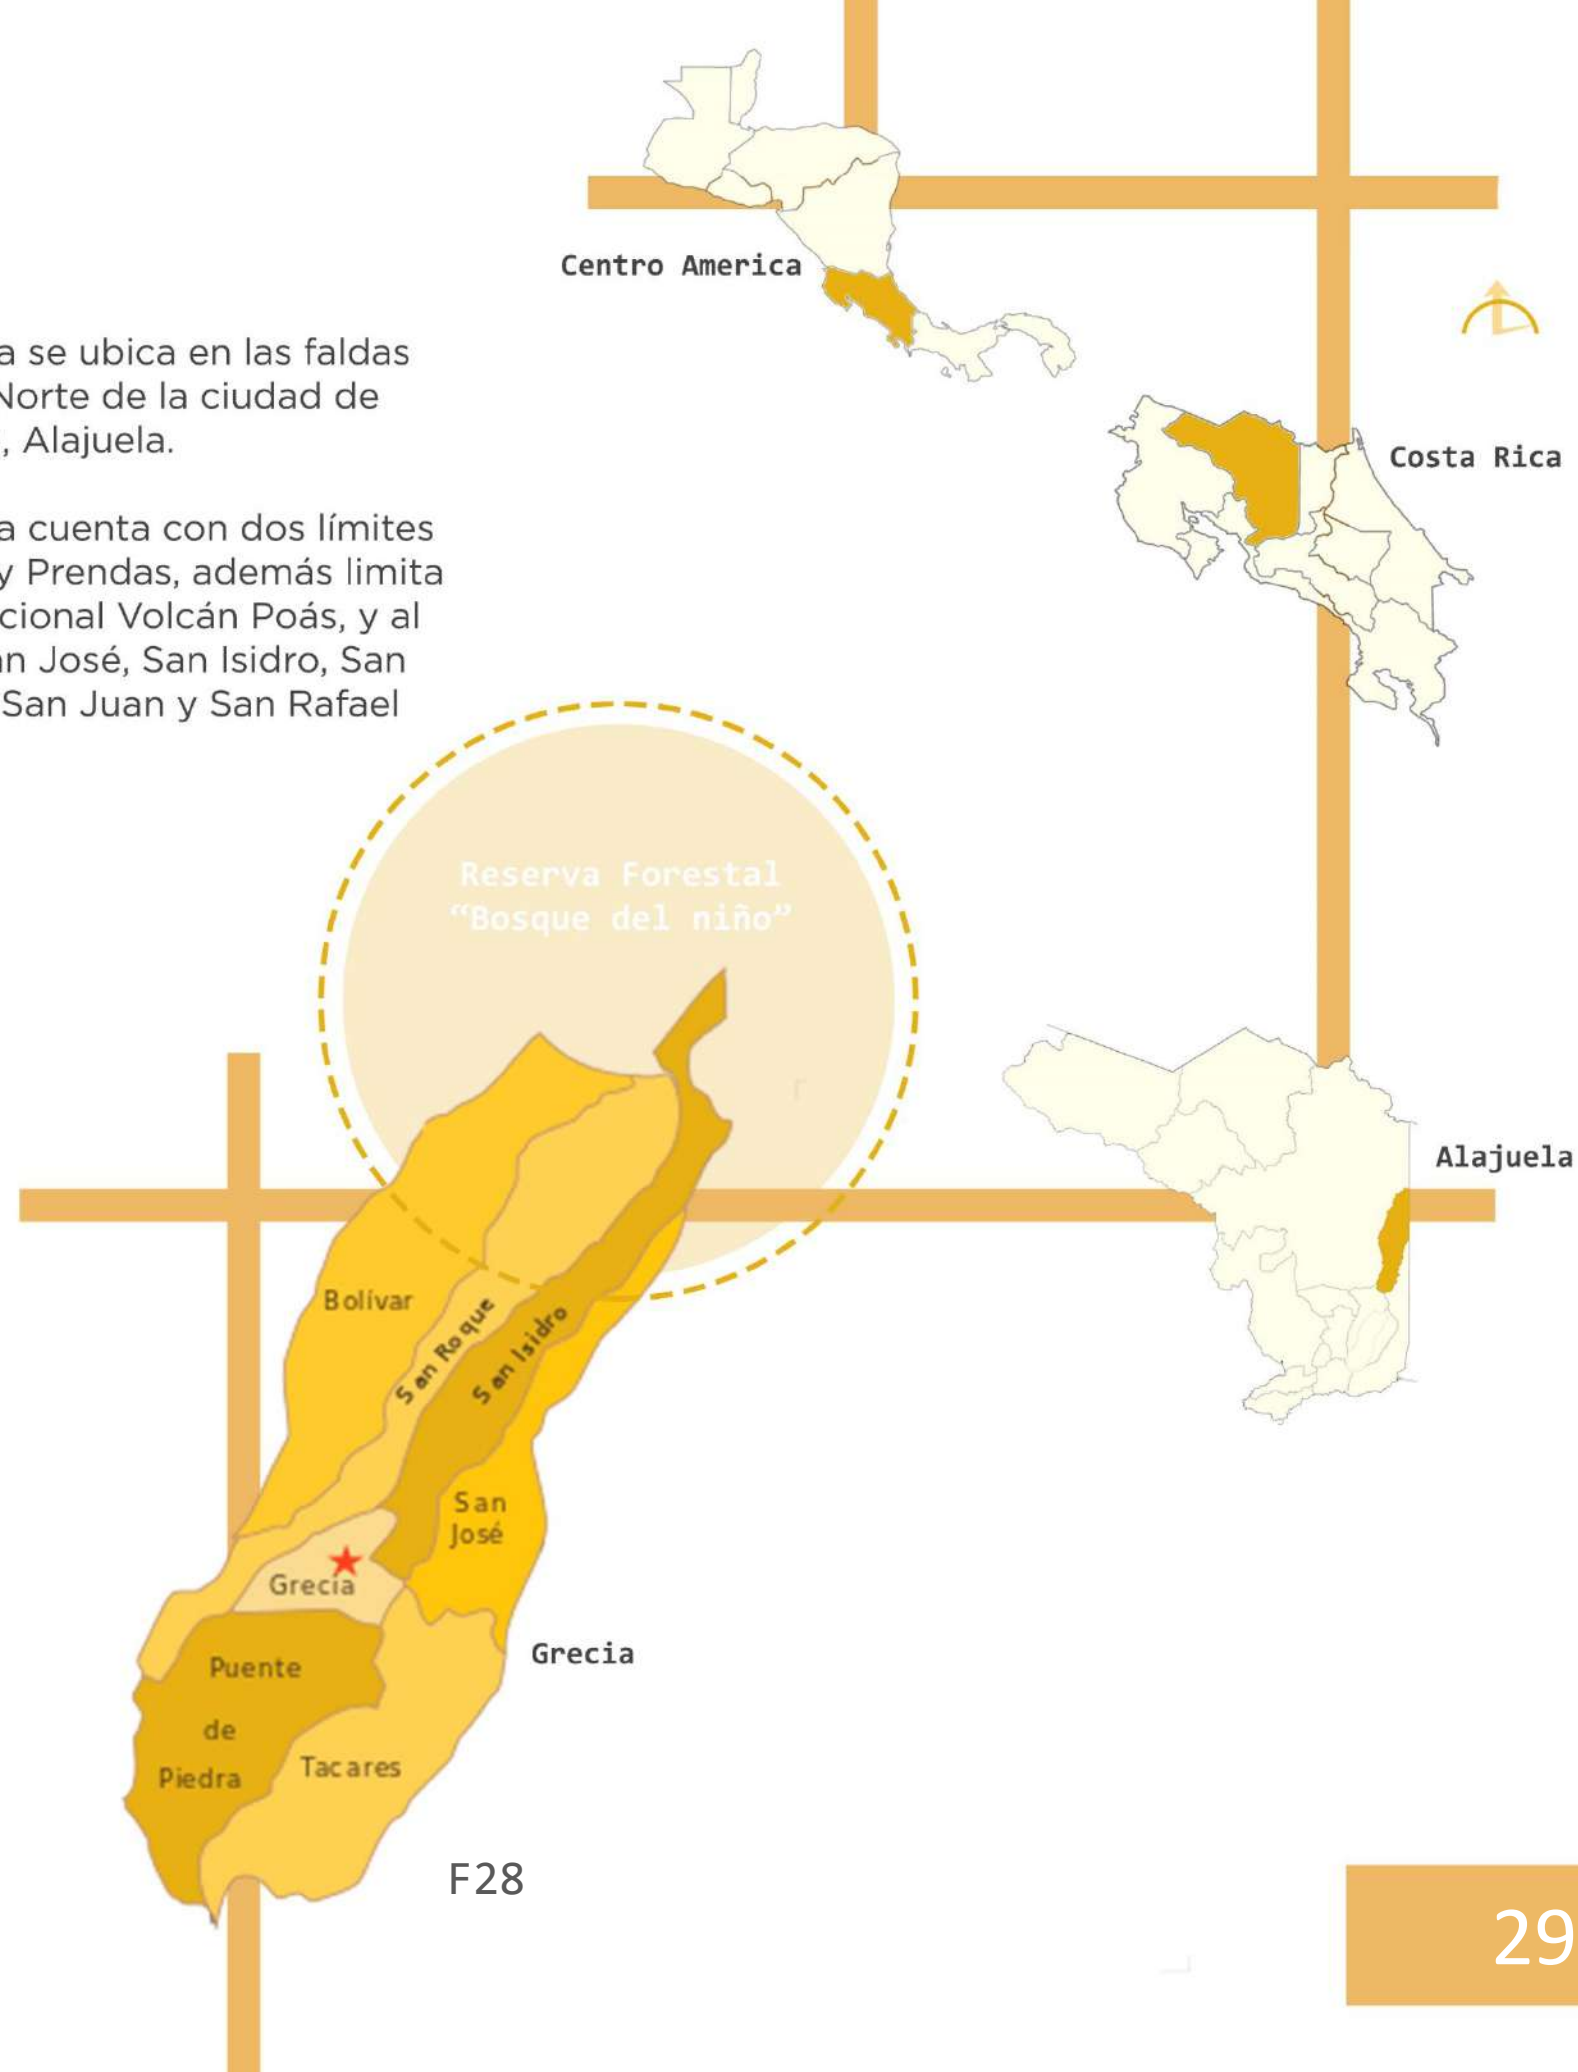 Centro America
a se ubica en las faldas
Norte de la ciudad de
, Alajuela.
Costa Rica
a cuenta con dos límites
y Prendas, además limita
cional Volcán Poás, y al
n José, San Isidro, San
San Juan y San Rafael
Reserva Forestal
“Bosque del niño”
Alajuela
Bolívar
San Roque
San Isidro
San
José
Grecia
Grecia
Puente
de
Piedra
Tacares
F28
29